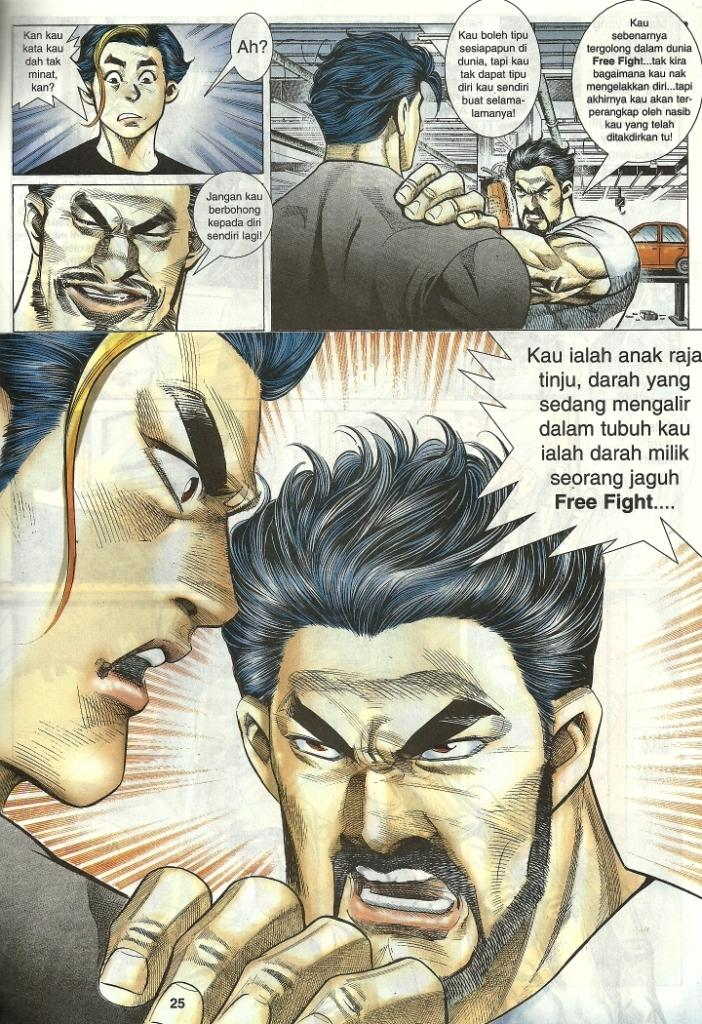 Kan kau
kata kau
dah tak
minat,
kan?
Ah?
Kau boleh tipu
sesiapapun di
dunia, tapi kau
tak dapat tipu
diri kau sendiri
buat selama-
lamanya!
Kau
sebenarnya
tergolong dalam dunia
Free Fight...tak kira
bagaimana kau nak
mengelakkan diri...tapi
akhirnya kau akan ter-
perangkap oleh nasib
kau yang telah
ditakdirkan tu!
Jangan kau
berbohong
kepada diri
sendiri lagi!
Kau ialah anak raja
tinju, darah yang
sedang mengalir
dalam tubuh kau
ialah darah milik
seorang jaguh
Free Fight....
25